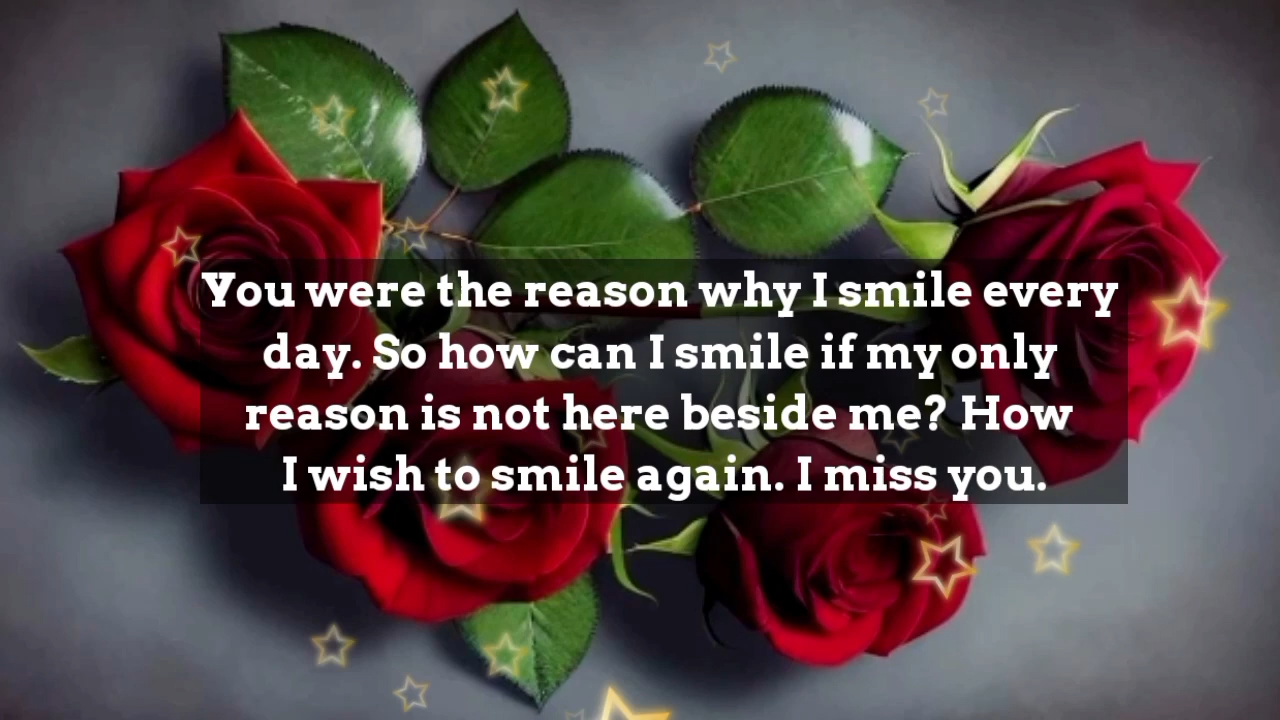 You were the reason why I smile every
day. So how can I smile if my only
reason is not here beside me? How
I wish to smile again. I miss you.